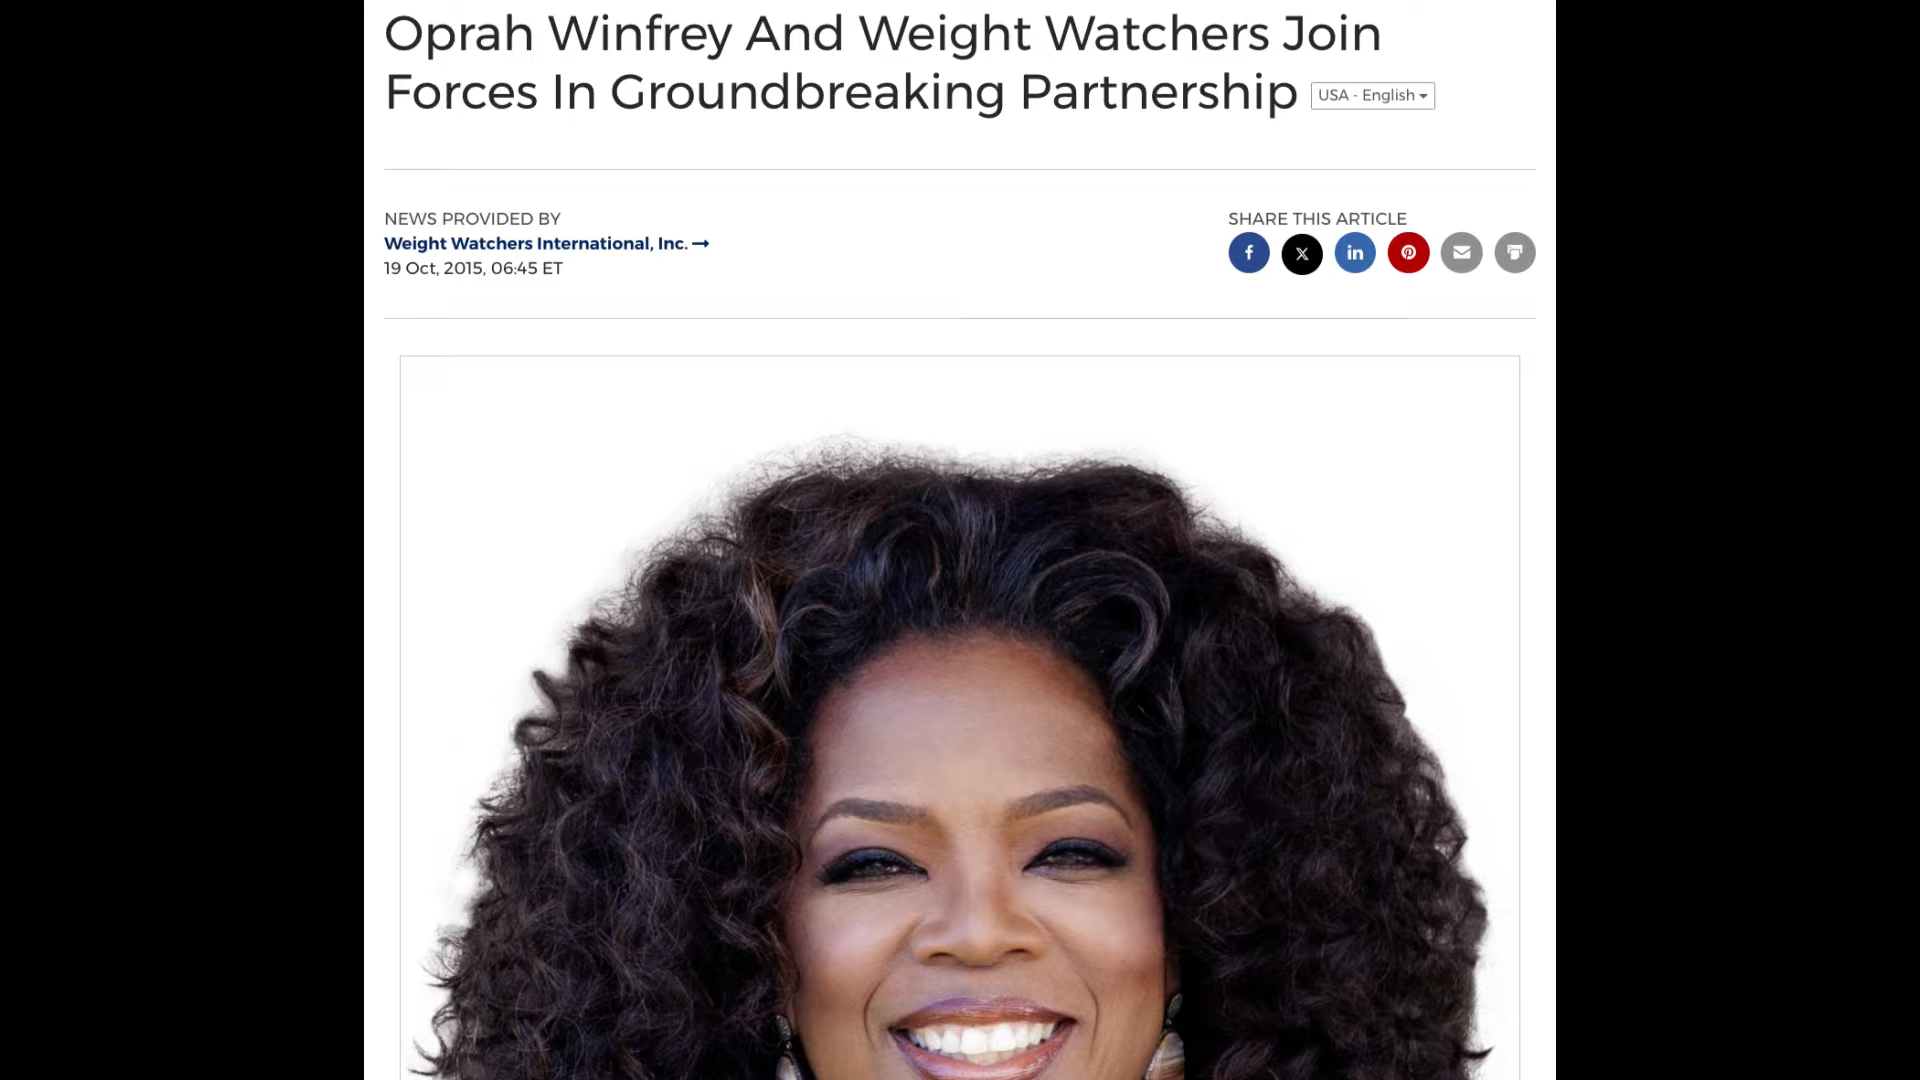 Oprah Winfrey And Weight Watchers Join
Forces In Groundbreaking Partnership
USA - English
NEWS PROVIDED BY
Weight Watchers International, Inc. →
19 Oct, 2015, 06:45 ET
SHARE THIS ARTICLE